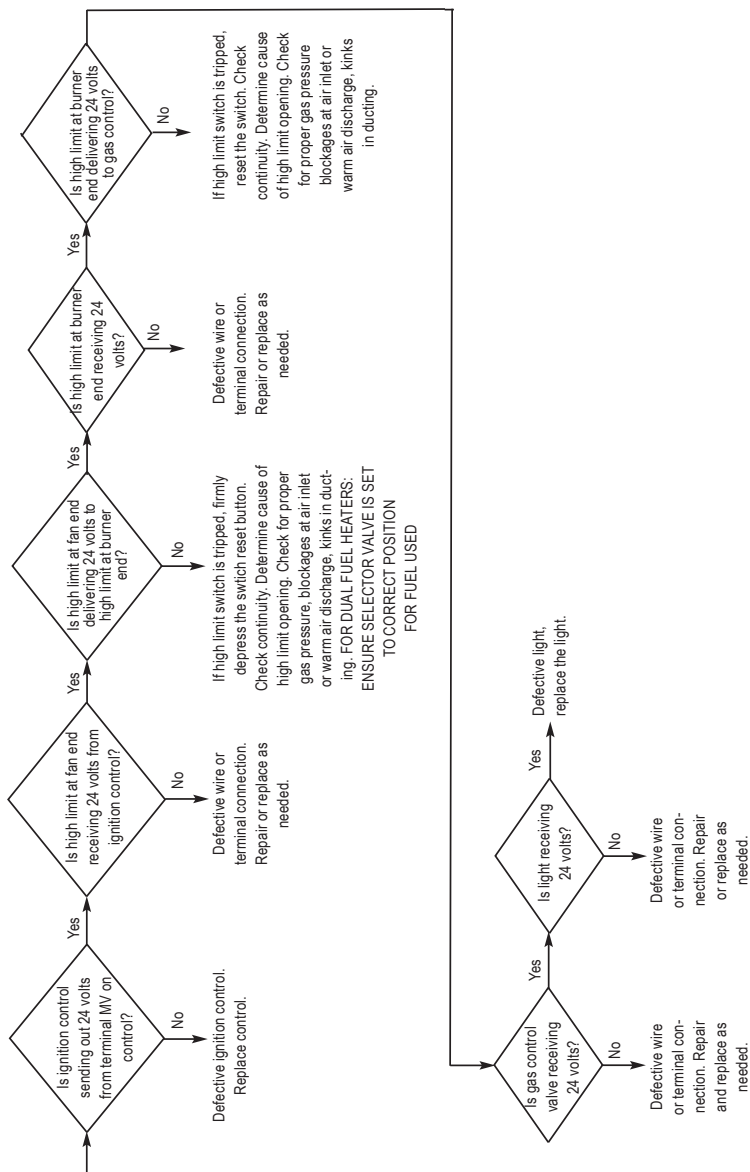 Is ignition control
sending out 24 volts
from terminal MV on
control?
Yes
No
Defective ignition control.
Replace control.
Is high limit at fan end
receiving 24 volts from
ignition control?
Yes
No
Defective wire or
terminal connection.
Repair or replace as
needed.
Is high limit at fan end
delivering 24 volts to
high limit at burner
end?
Yes
No
If high limit switch is tripped, firmly
depress the swtich reset button.
Check continuity. Determine cause of
high limit opening. Check for proper
gas pressure, blockages at air inlet
or warm air discharge, kinks in duct-
ing. FOR DUAL FUEL HEATERS:
ENSURE SELECTOR VALVE IS SET
TO CORRECT POSITION
FOR FUEL USED
Is high limit at burner
end receiving 24
volts?
Yes
No
Defective wire or
terminal connection.
Repair or replace as
needed.
Is high limit at burner
end delivering 24 volts
to gas control?
No
If high limit switch is tripped,
reset the switch. Check
continuity. Determine cause
of high limit opening. Check
for proper gas pressure
blockages at air inlet or
warm air discharge, kinks
in ducting.
Is gas control
valve receiving
24 volts?
Yes
No
Defective wire
or terminal con-
nection. Repair
and replace as
needed.
Is light receiving
24 volts?
Yes
No
Defective wire
or terminal con-
nection. Repair
or replace as
needed.
Defective light,
replace the light.